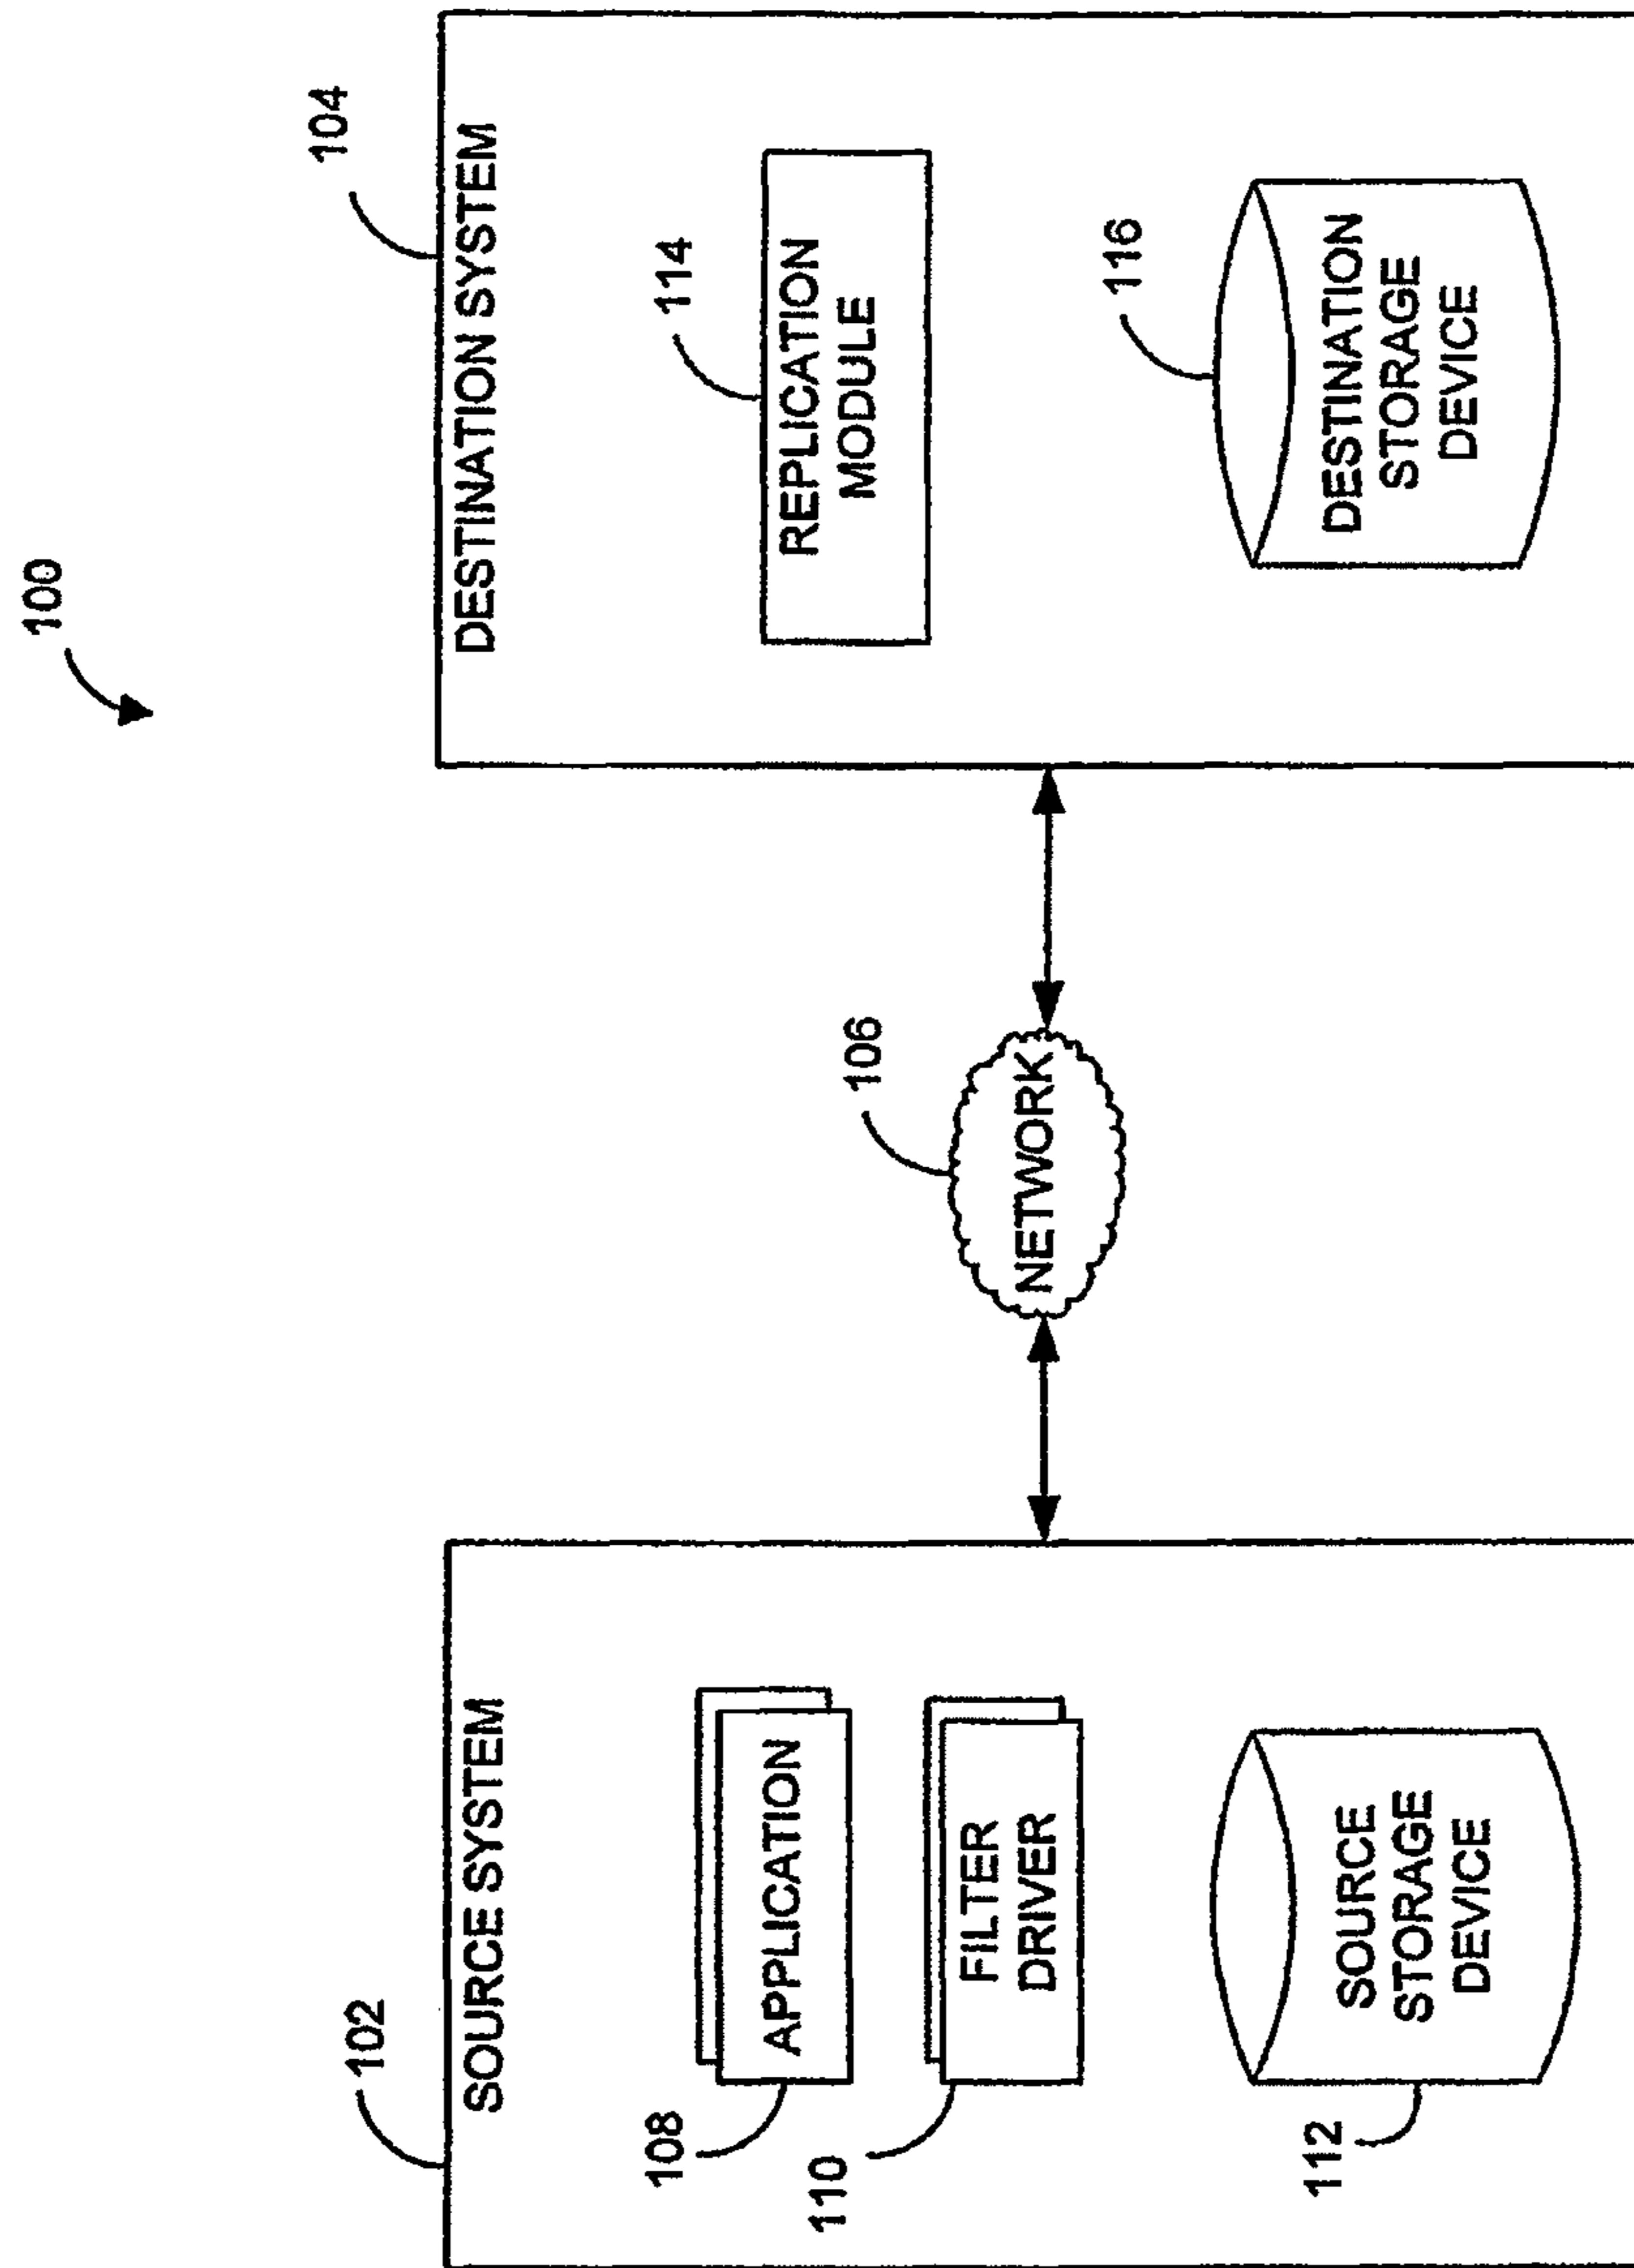 100
102
SOURCE SYSTEM
108
APPLICATION
110
FILTER
DRIVER
112
SOURCE
STORAGE
DEVICE
106
NETWORK
104
DESTINATION SYSTEM
114
REPLICATION
MODULE
116
DESTINATION
STORAGE
DEVICE